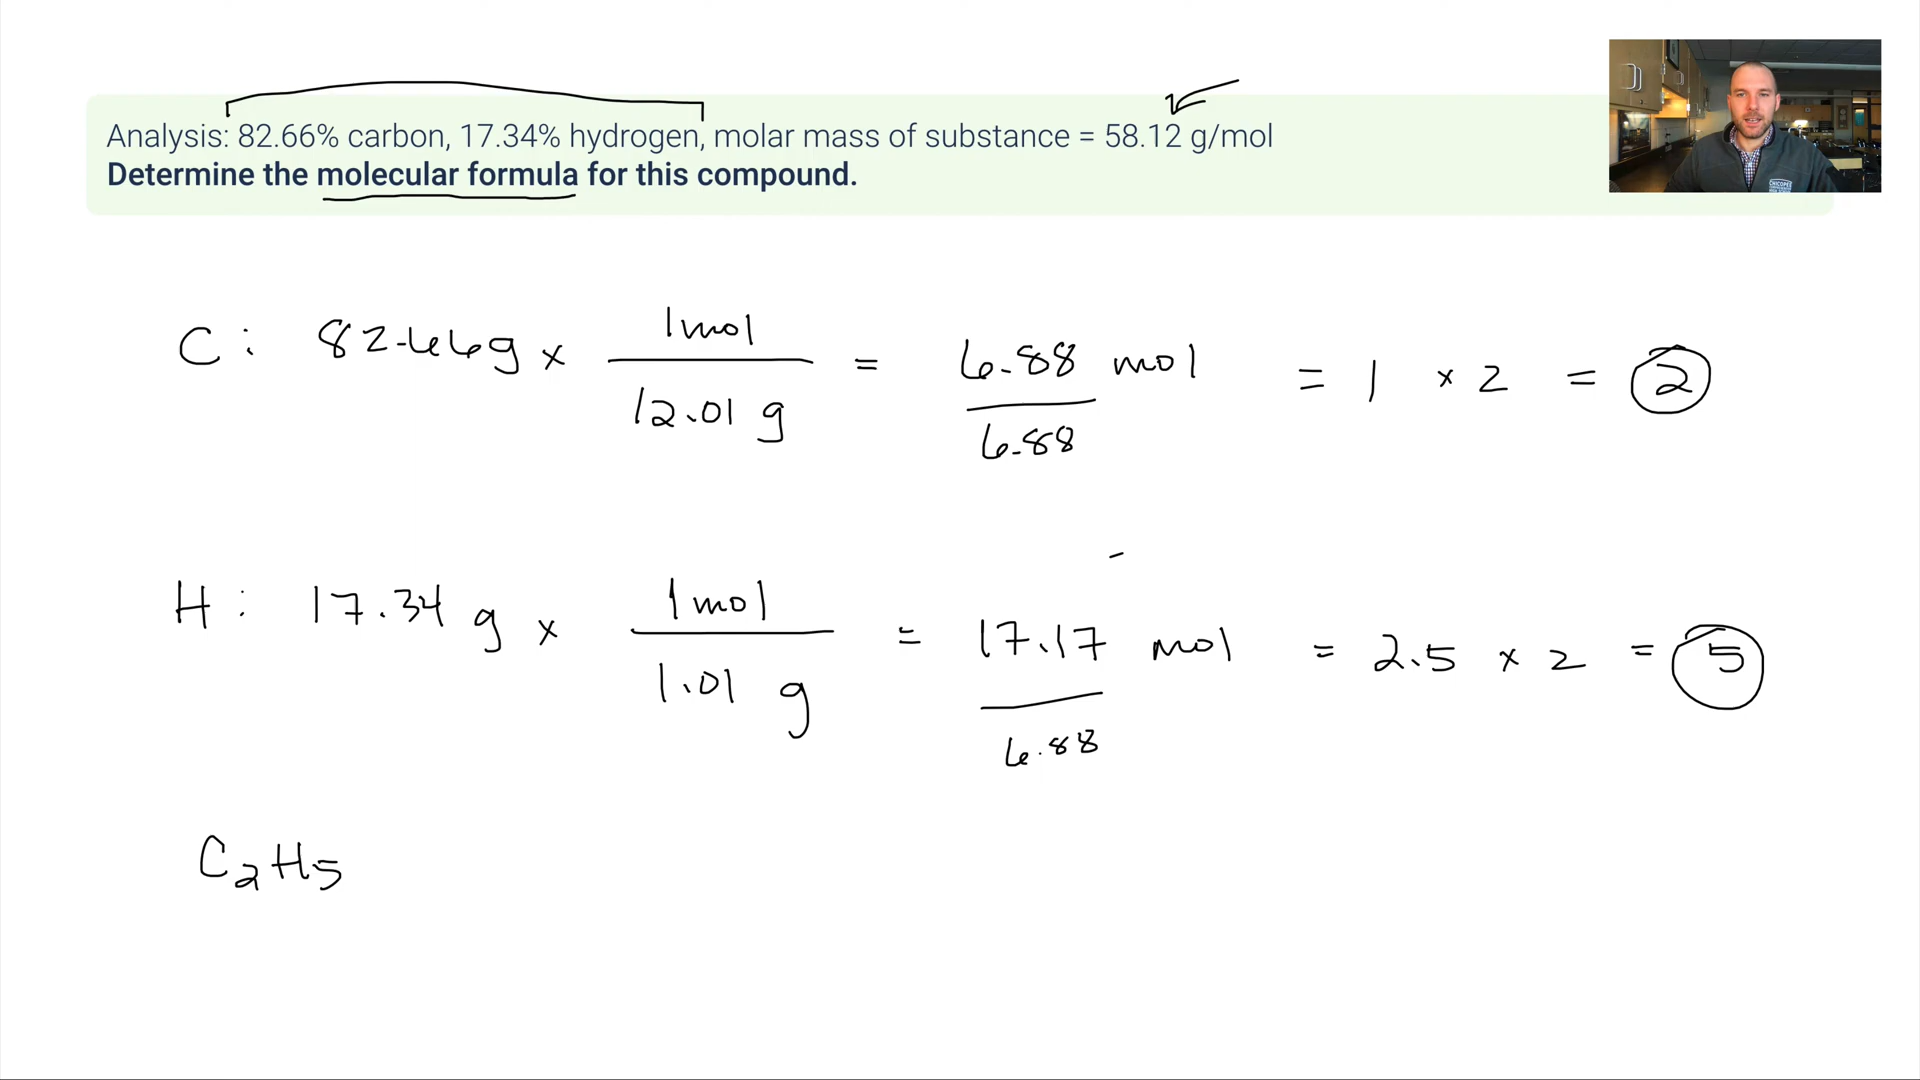 Analysis: 82.66% carbon, 17.34% hydrogen, molar mass of substance = 58.12 g/mol
Determine the molecular formula for this compound.
C: 82.66g x 1mol / 12.01 g = 6.88 mol / 6.88 = 1 x 2 = 2
H: 17.34 g x 1mol / 1.01 g = 17.17 mol / 6.88 = 2.5 x 2 = 5
C₂H₅
CHICOPEE